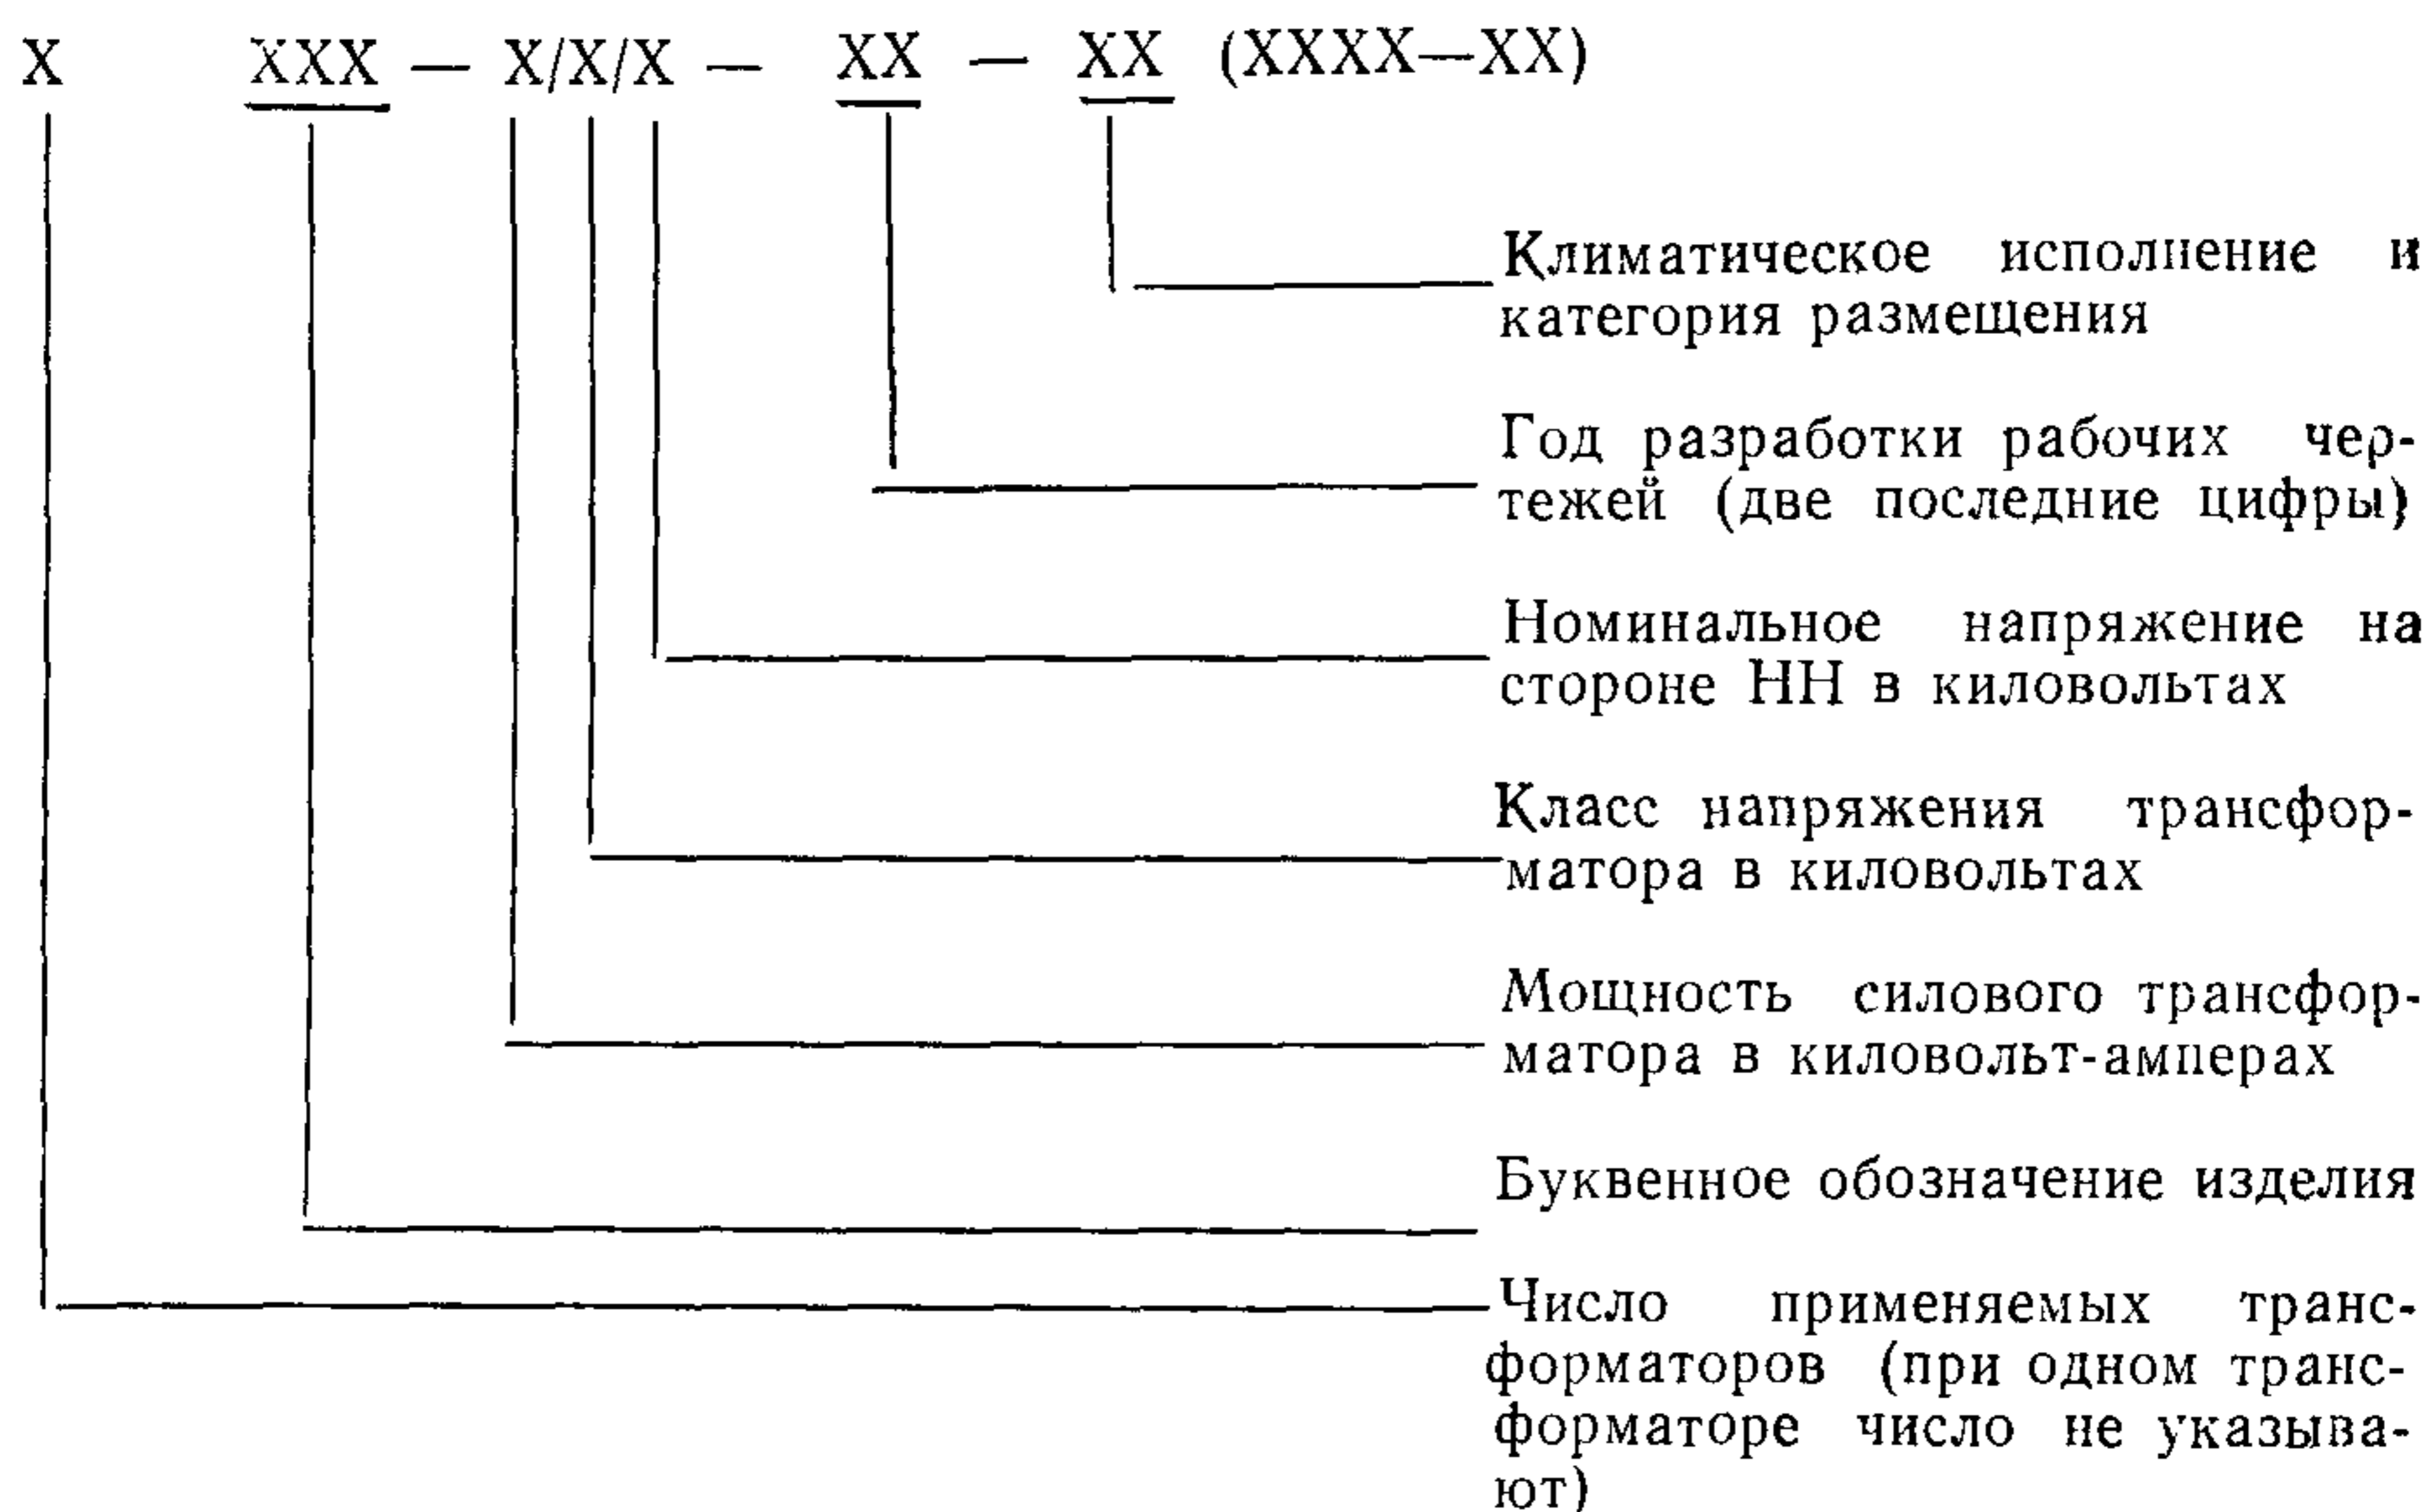 X XXX — X/X/X — XX — XX (XXXX—XX)
Климатическое исполнение и
категория размещения
Год разработки рабочих чер-
тежей (две последние цифры)
Номинальное напряжение на
стороне НН в киловольтах
Класс напряжения трансфор-
матора в киловольтах
Мощность силового трансфор-
матора в киловольт-амперах
Буквенное обозначение изделия
Число применяемых транс-
форматоров (при одном транс-
форматоре число не указыва-
ют)